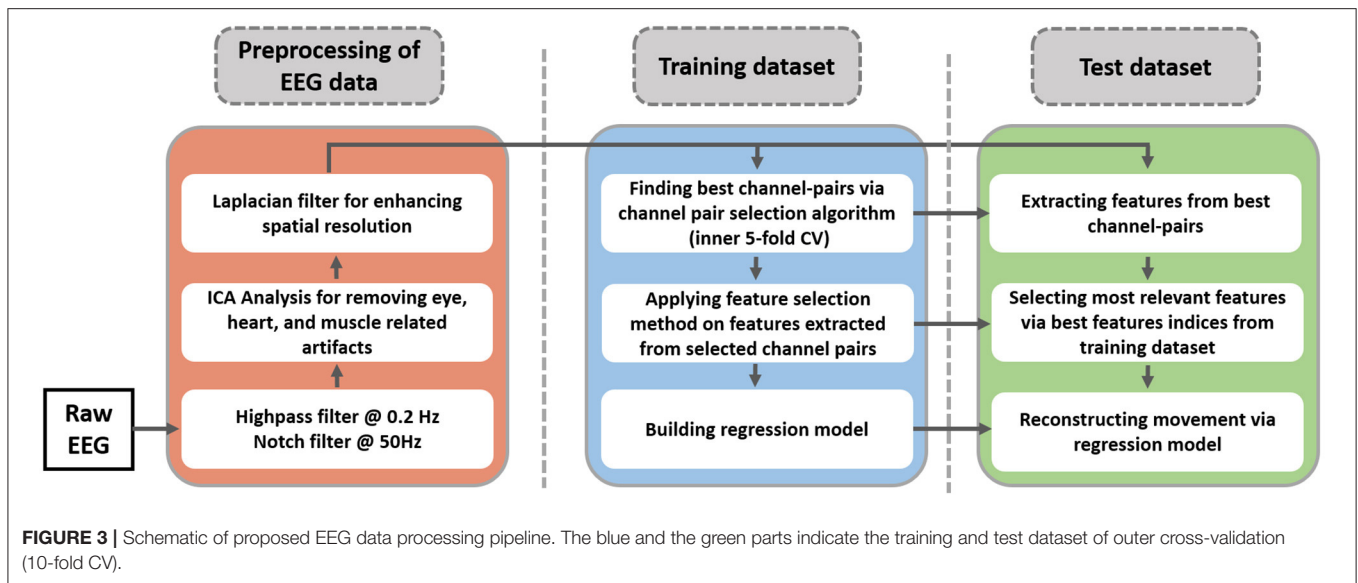 Preprocessing of
EEG data
Training dataset
Test dataset
Laplacian filter for enhancing
spatial resolution
ICA Analysis for removing eye,
heart, and muscle related
artifacts
Raw
EEG
Highpass filter @ 0.2 Hz
Notch filter @ 50Hz
Finding best channel-pairs via
channel pair selection algorithm
(inner 5-fold CV)
Applying feature selection
method on features extracted
from selected channel pairs
Building regression model
Extracting features from best
channel-pairs
Selecting most relevant features
via best features indices from
training dataset
Reconstructing movement via
regression model
FIGURE 3 | Schematic of proposed EEG data processing pipeline. The blue and the green parts indicate the training and test dataset of outer cross-validation
(10-fold CV).